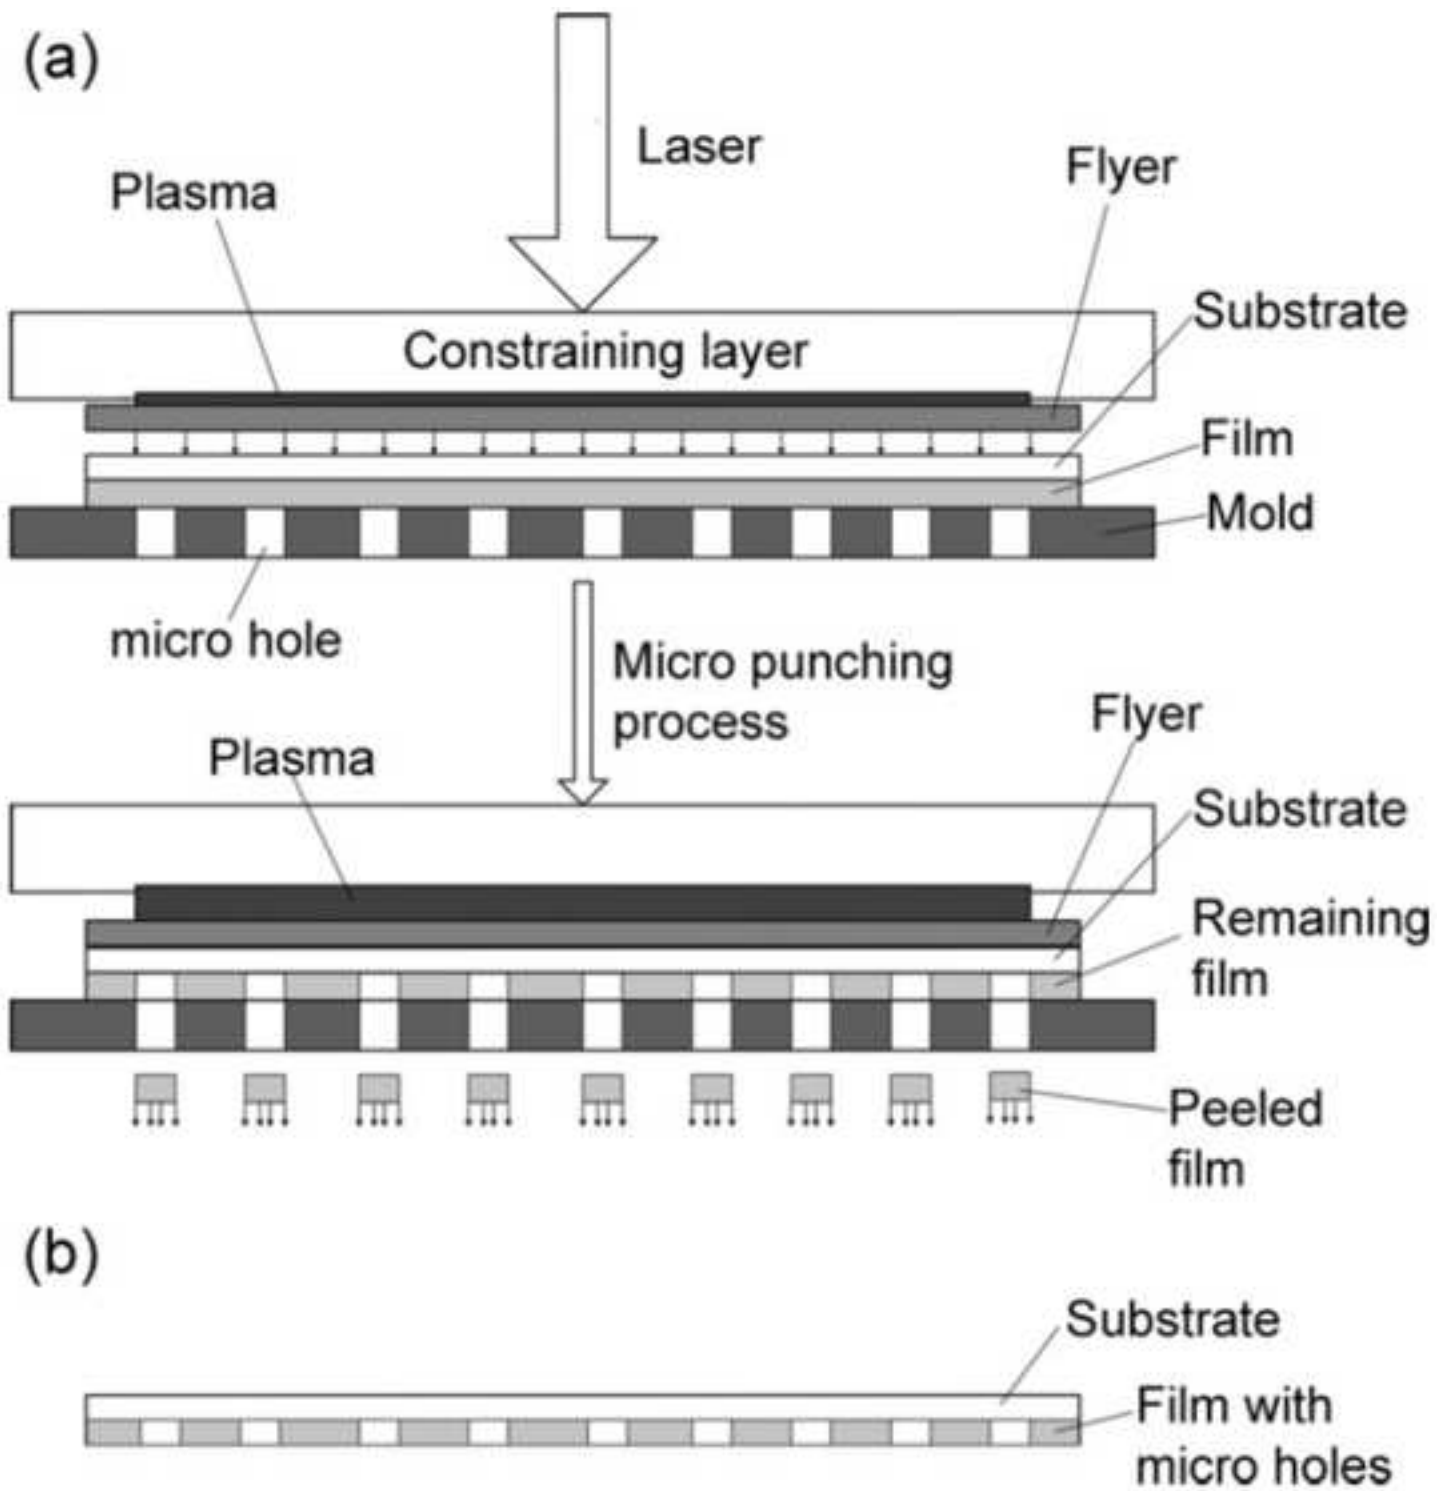 (a)
Laser
Plasma
Flyer
Substrate
Constraining layer
Film
Mold
micro hole
Micro punching
process
Flyer
Plasma
Substrate
Remaining
film
Peeled
film
(b)
Substrate
Film with
micro holes